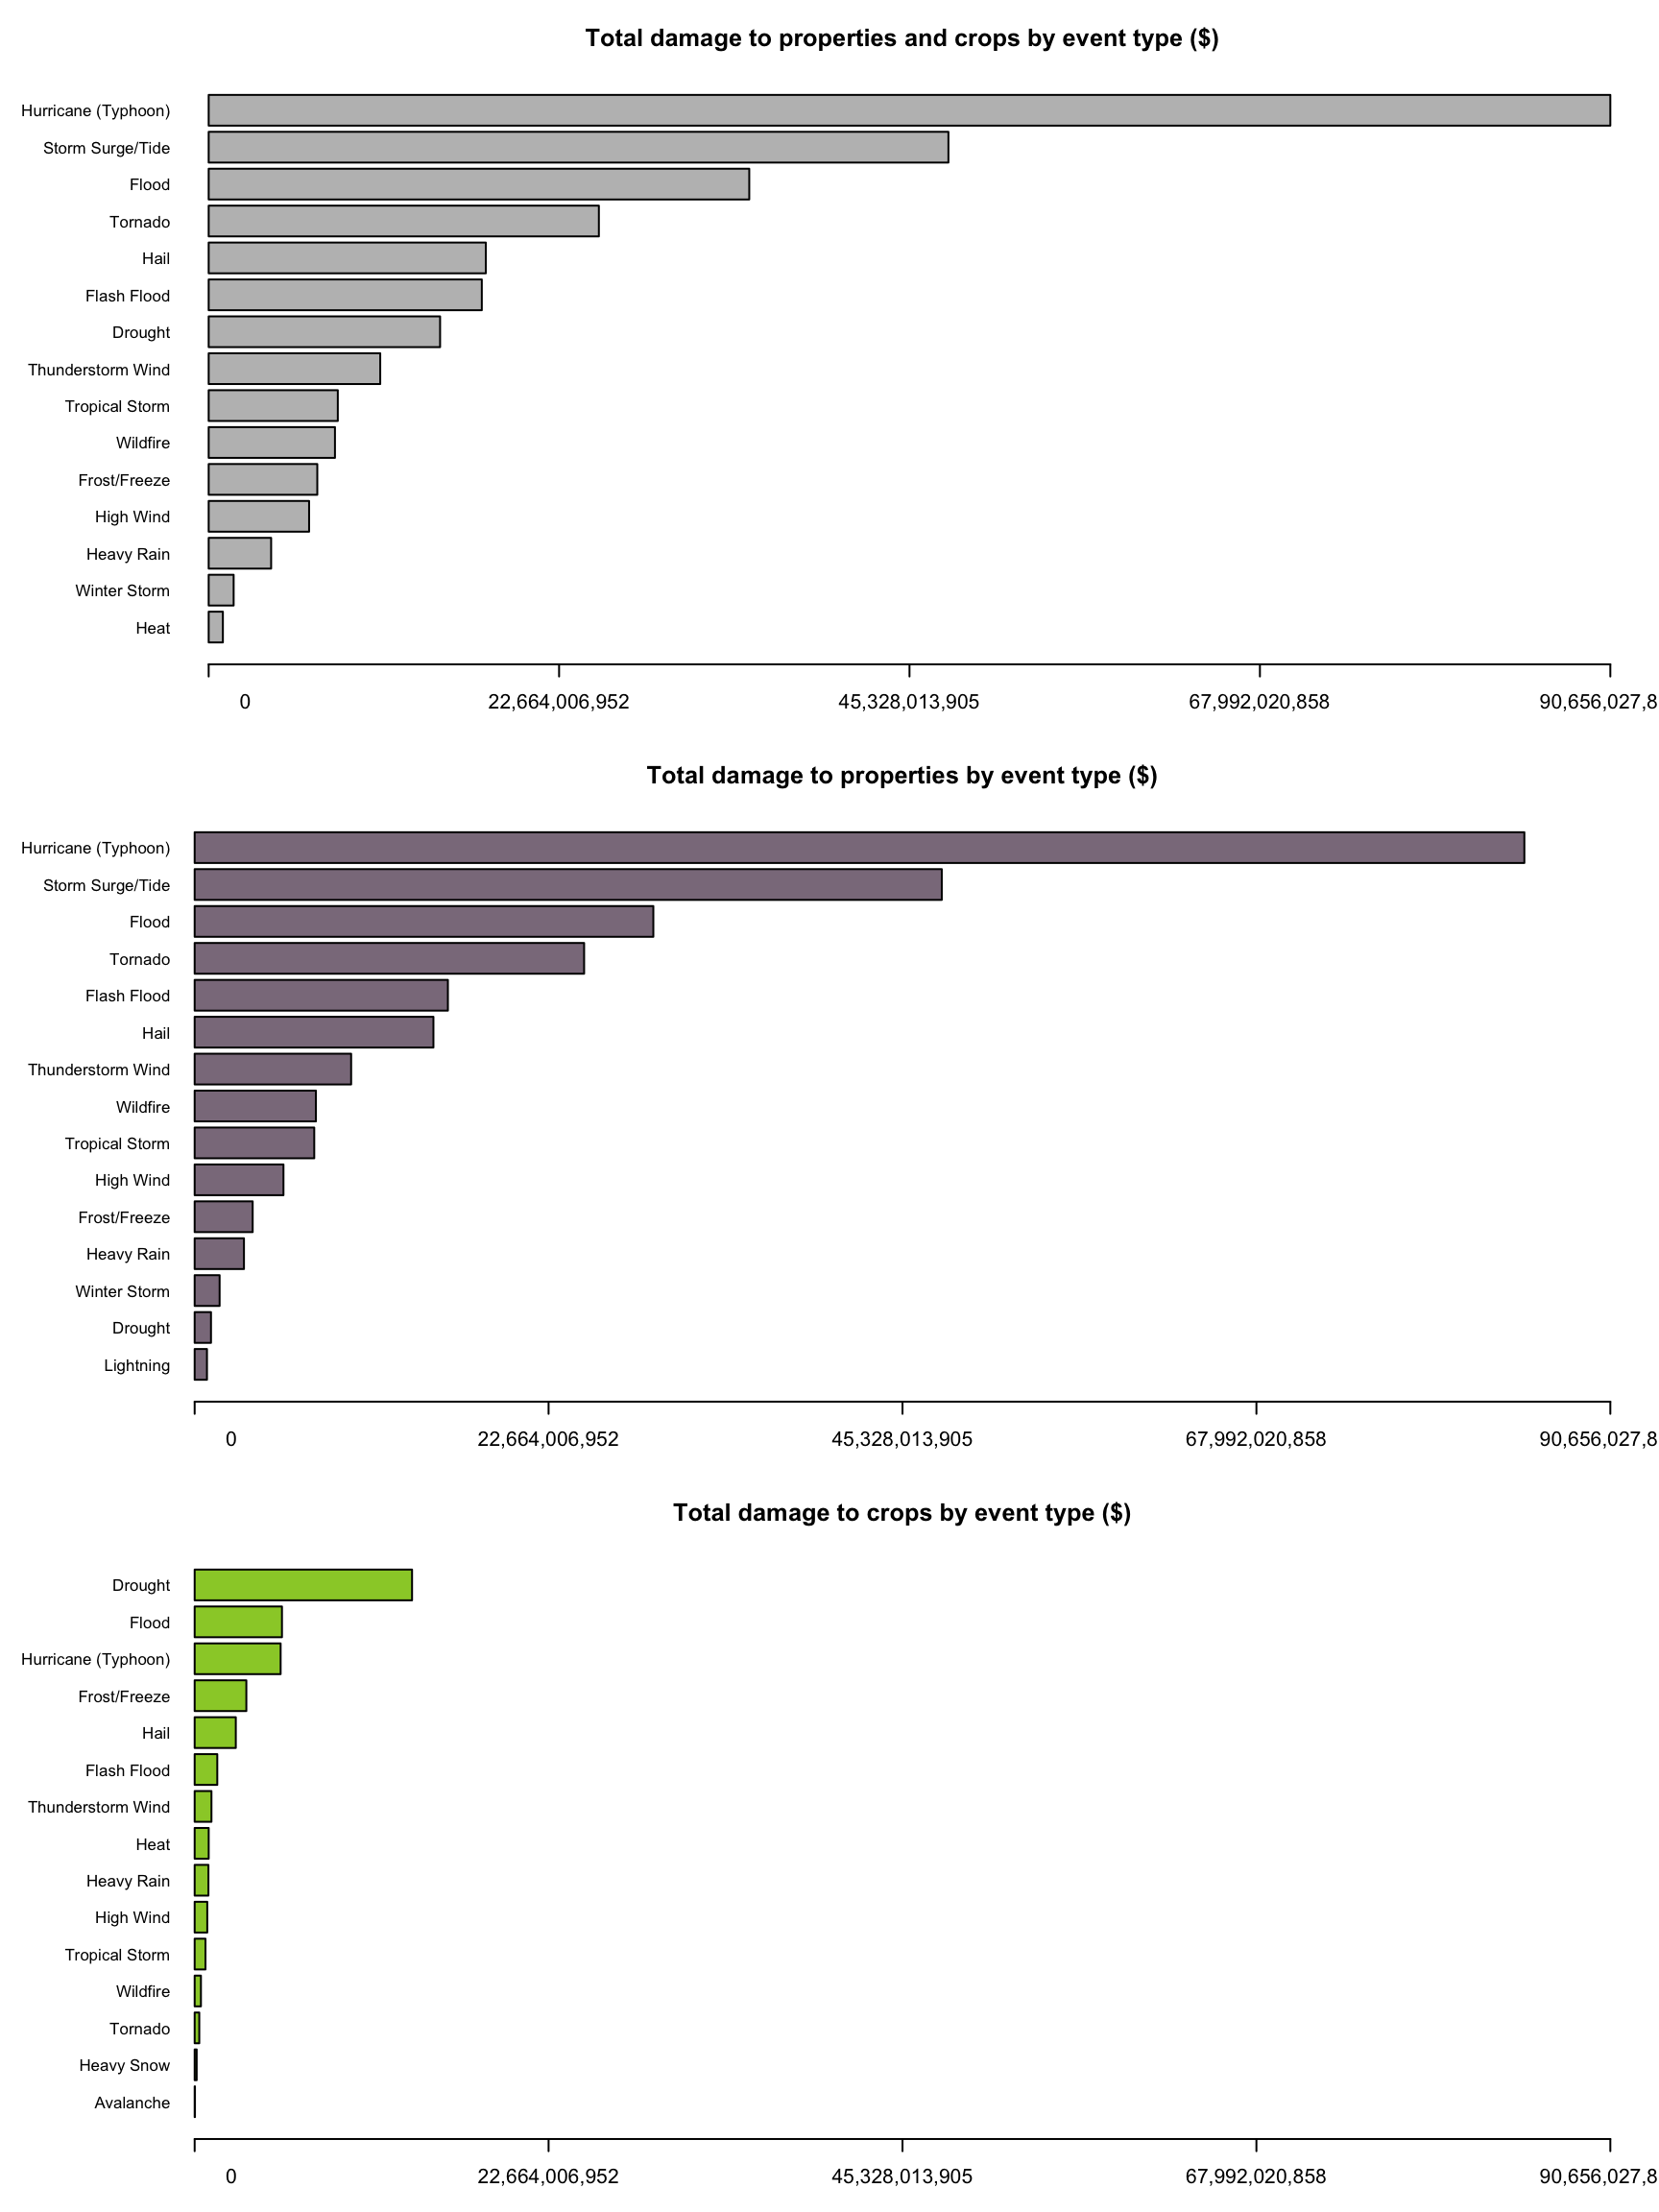 Total damage to properties and crops by event type ($)
Hurricane (Typhoon)
Storm Surge/Tide
Flood
Tornado
Hail
Flash Flood
Drought
Thunderstorm Wind
Tropical Storm
Wildfire
Frost/Freeze
High Wind
Heavy Rain
Winter Storm
Heat
0 22,664,006,952 45,328,013,905 67,992,020,858 90,656,027,8
Total damage to properties by event type ($)
Hurricane (Typhoon)
Storm Surge/Tide
Flood
Tornado
Flash Flood
Hail
Thunderstorm Wind
Wildfire
Tropical Storm
High Wind
Frost/Freeze
Heavy Rain
Winter Storm
Drought
Lightning
0 22,664,006,952 45,328,013,905 67,992,020,858 90,656,027,8
Total damage to crops by event type ($)
Drought
Flood
Hurricane (Typhoon)
Frost/Freeze
Hail
Flash Flood
Thunderstorm Wind
Heat
Heavy Rain
High Wind
Tropical Storm
Wildfire
Tornado
Heavy Snow
Avalanche
0 22,664,006,952 45,328,013,905 67,992,020,858 90,656,027,8